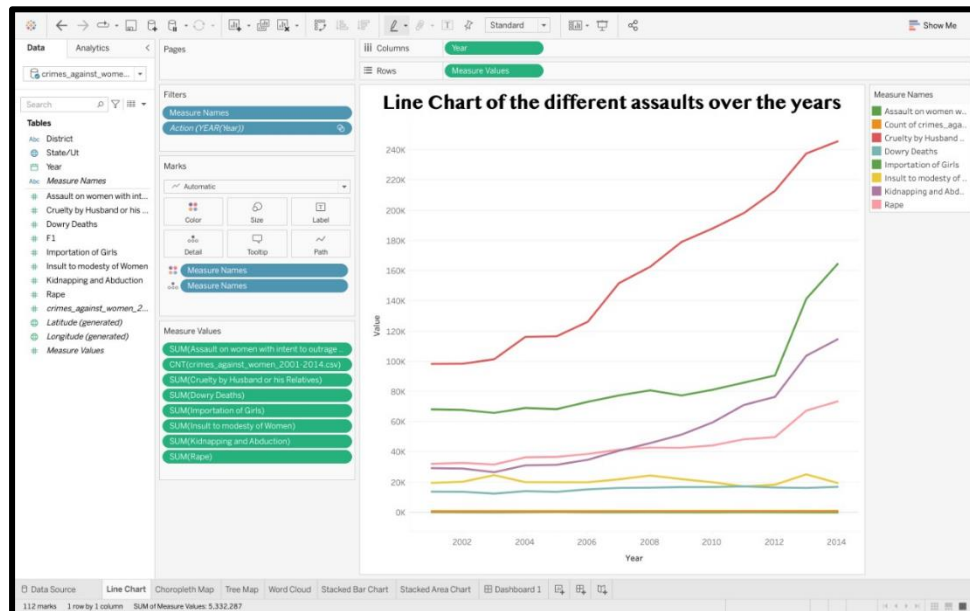 Standard
Show Me
Data
Analytics
crimes_against_wome...
Search
Tables
Abc District
State/Ut
Year
Abc Measure Names
Assault on women with int...
Cruelty by Husband or his ...
Dowry Deaths
F1
Importation of Girls
Insult to modesty of Women
Kidnapping and Abduction
Rape
crimes_against_women_2...
Latitude (generated)
Longitude (generated)
Measure Values
Pages
Filters
Measure Names
Action (YEAR(Year))
Marks
Automatic
Color
Size
Label
Detail
Tooltip
Path
Measure Names
Measure Names
Measure Values
SUM(Assault on women with intent to outrage
CNT(crimes_against_women_2001-2014.csv)
SUM(Cruelty by Husband or his Relatives)
SUM(Dowry Deaths)
SUM(Importation of Girls)
SUM(Insult to modesty of Women)
SUM(Kidnapping and Abduction)
SUM(Rape)
Columns
Year
Rows
Measure Values
Line Chart of the different assaults over the years
240K
220K
200K
180K
160K
140K
120K
100K
80K
60K
40K
20K
0K
Value
2002
2004
2006
2008
2010
2012
2014
Year
Measure Names
Assault on women w...
Count of crimes_aga...
Cruelty by Husband ...
Dowry Deaths
Importation of Girls
Insult to modesty of ...
Kidnapping and Abd...
Rape
Data Source
Line Chart
Choropleth Map
Tree Map
Word Cloud
Stacked Bar Chart
Stacked Area Chart
Dashboard 1
112 marks
1 row by 1 column
SUM of Measure Values: 5,332,287